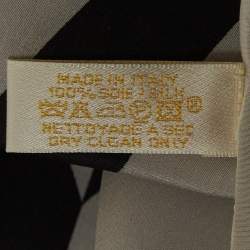 MADE IN ITALY
100% SOIE / SILK
NETTOYAGE A SEC
DRY CLEAN ONLY